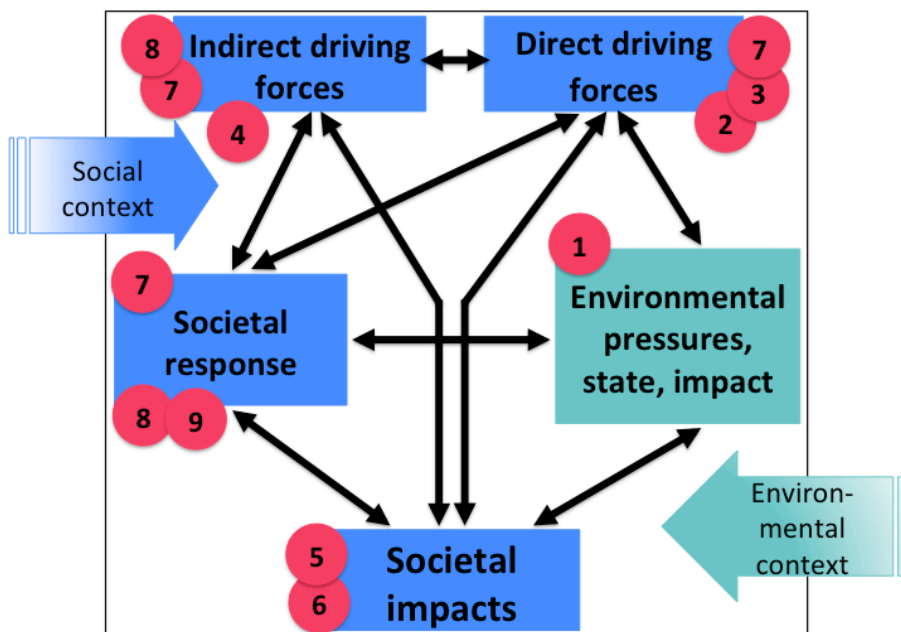 8
Indirect driving
forces
7
4
Direct driving
forces
7
3
2
Social
context
7
Societal
response
8
9
1
Environmental
pressures,
state, impact
5
6
Societal
impacts
Environ-
mental
context